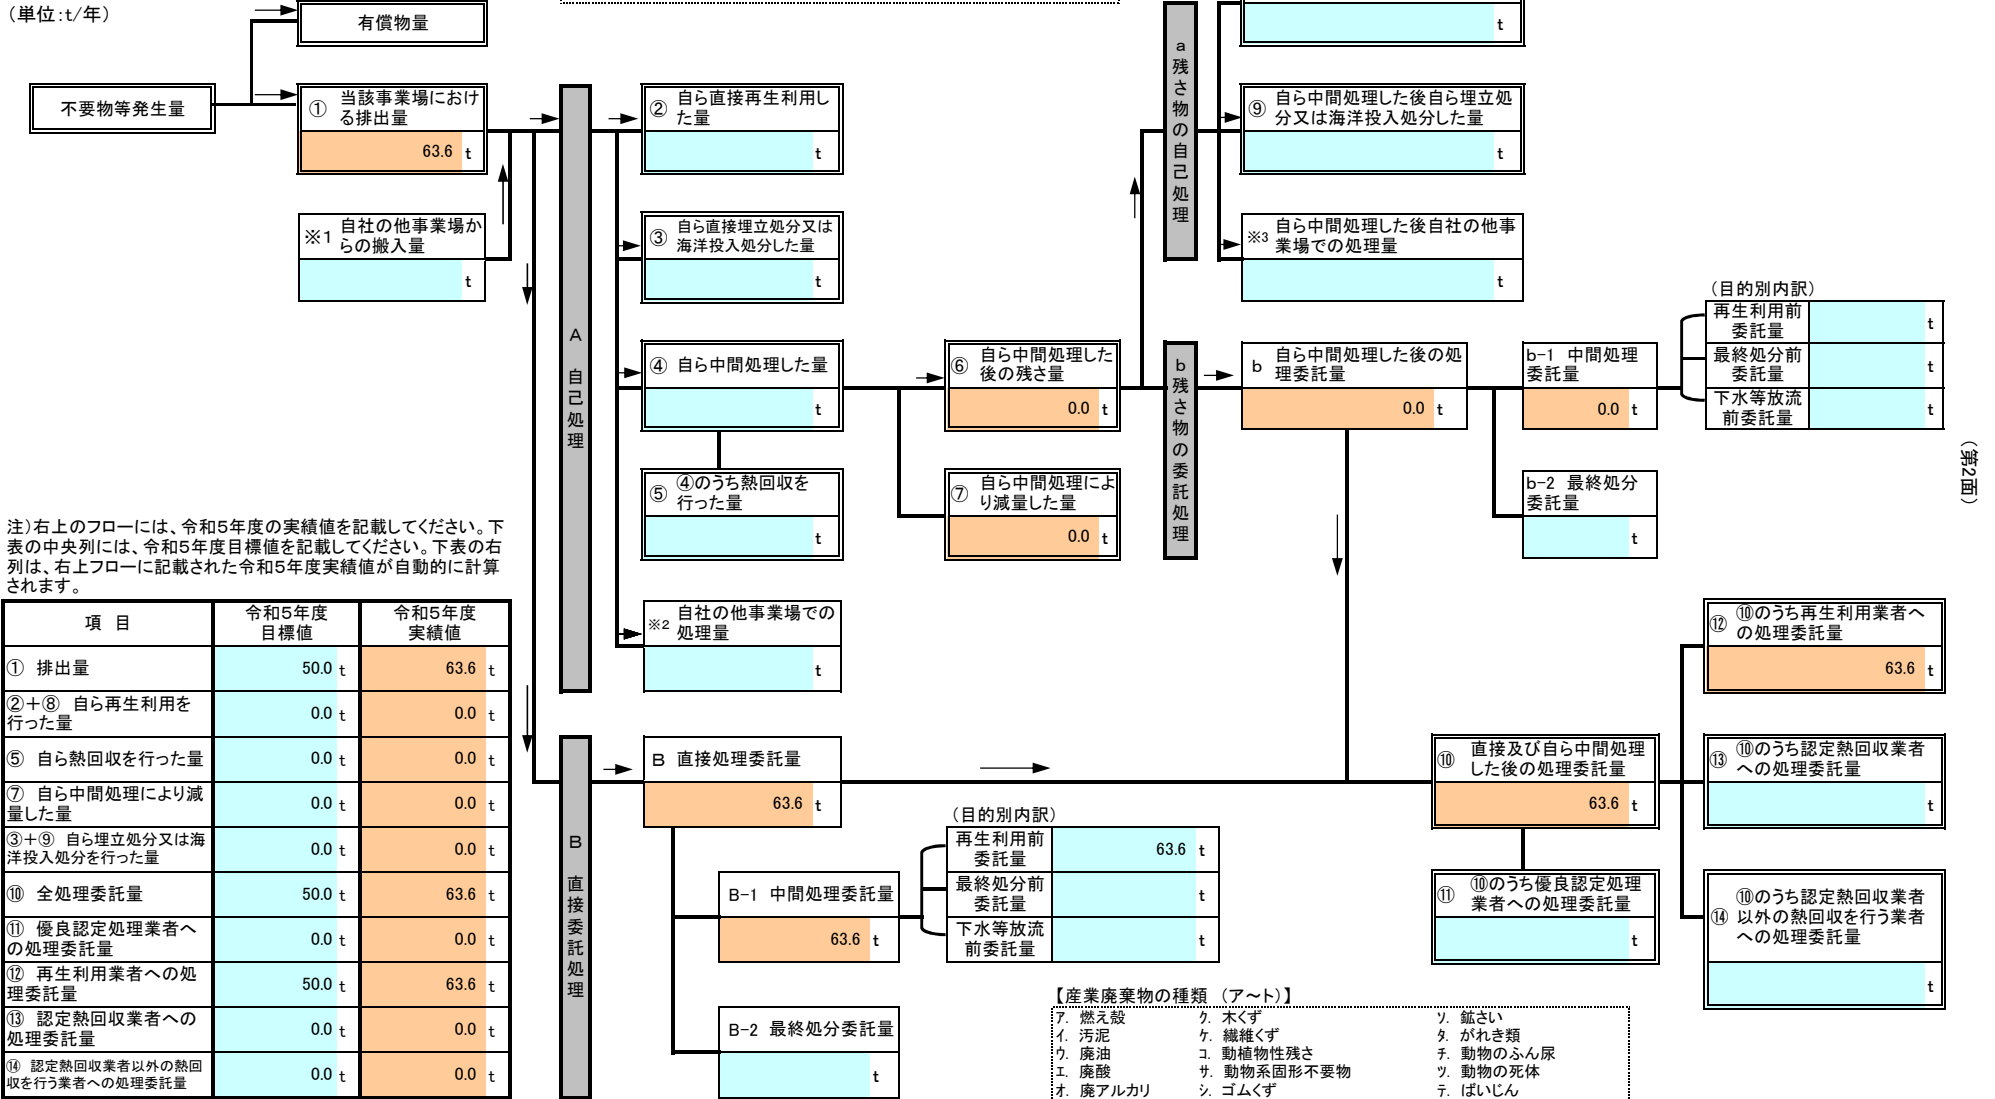 （単位:t/年）
有償物量
t
不要物等発生量
① 当該事業場におけ
る排出量
63.6 t
※1 自社の他事業場か
らの搬入量
t
A 自己処理
② 自ら直接再生利用し
た量
t
③ 自ら直接埋立処分又は
海洋投入処分した量
t
④ 自ら中間処理した量
t
⑤ ④のうち熱回収を
行った量
t
※2 自社の他事業場での
処理量
t
⑥ 自ら中間処理した
後の残さ量
0.0 t
⑦ 自ら中間処理によ
り減量した量
0.0 t
a残さ物の自己処理
⑨ 自ら中間処理した後自ら埋立処
分又は海洋投入処分した量
t
※3 自ら中間処理した後自社の他事
業場での処理量
t
b残さ物の委託処理
b 自ら中間処理した後の処
理委託量
0.0 t
b-1 中間処理
委託量
0.0 t
（目的別内訳）
再生利用前
委託量
t
最終処分前
委託量
t
下水等放流
前委託量
t
b-2 最終処分
委託量
t
（第2面）
注）右上のフローには、令和5年度の実績値を記載してください。下
表の中央列には、令和5年度目標値を記載してください。下表の右
列は、右上フローに記載された令和5年度実績値が自動的に計算
されます。
項 目 令和5年度
目標値 令和5年度
実績値
① 排出量 50.0 t 63.6 t
②＋⑧ 自ら再生利用を
行った量 0.0 t 0.0 t
⑤ 自ら熱回収を行った量 0.0 t 0.0 t
⑦ 自ら中間処理により減
量した量 0.0 t 0.0 t
③＋⑨ 自ら埋立処分又は海
洋投入処分を行った量 0.0 t 0.0 t
⑩ 全処理委託量 50.0 t 63.6 t
⑪ 優良認定処理業者へ
の処理委託量 0.0 t 0.0 t
⑫ 再生利用業者への処
理委託量 50.0 t 63.6 t
⑬ 認定熱回収業者への
処理委託量 0.0 t 0.0 t
⑭ 認定熱回収業者以外の熱回
収を行う業者への処理委託量 0.0 t 0.0 t
B 直接委託処理
B 直接処理委託量
63.6 t
B-1 中間処理委託量
63.6 t
（目的別内訳）
再生利用前
委託量
63.6 t
最終処分前
委託量
t
下水等放流
前委託量
t
B-2 最終処分委託量
t
⑩ 直接及び自ら中間処理
した後の処理委託量
63.6 t
⑪ ⑩のうち優良認定処理
業者への処理委託量
t
⑫ ⑩のうち再生利用業者へ
の処理委託量
63.6 t
⑬ ⑩のうち認定熱回収業者
への処理委託量
t
⑭ ⑩のうち認定熱回収業者
以外の熱回収を行う業者
への処理委託量
t
【産業廃棄物の種類 （ア～ト）】
ア. 燃え殻 ク. 木くず ソ. 鉱さい
イ. 汚泥 ケ. 繊維くず タ. がれき類
ウ. 廃油 コ. 動植物性残さ チ. 動物のふん尿
エ. 廃酸 サ. 動物系固形不要物 ツ. 動物の死体
オ. 廃アルカリ シ. ゴムくず テ. ばいじん